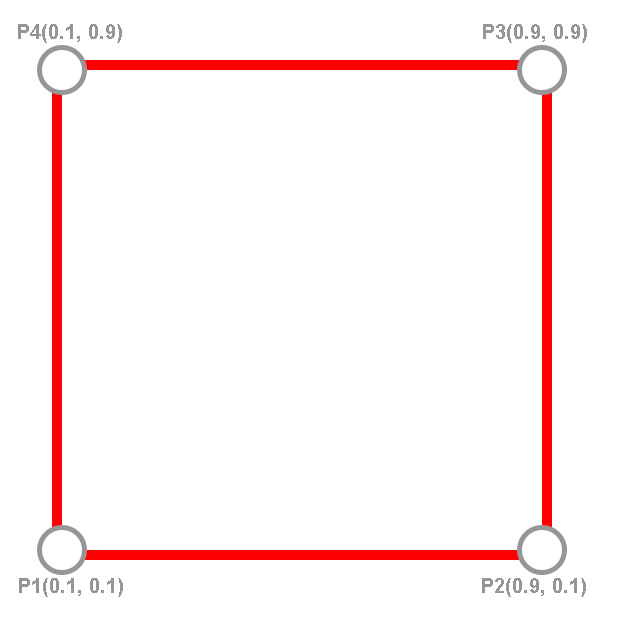 P4(0.1, 0.9)
P3(0.9, 0.9)
P1(0.1, 0.1)
P2(0.9, 0.1)